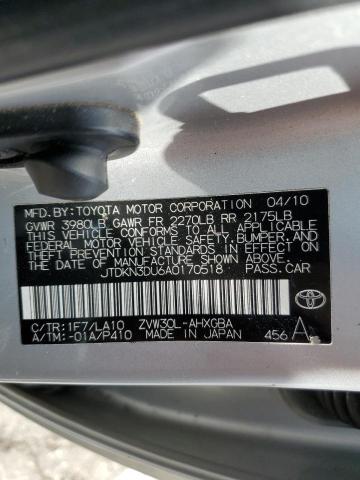 MFD.BY:TOYOTA MOTOR CORPORATION 04/10
GVWR 3980LB GAWR FR 2270LB RR 2175LB
THIS VEHICLE CONFORMS TO ALL APPLICABLE
FEDERAL MOTOR VEHICLE SAFETY,BUMPER,AND
THEFT PREVENTION STANDARDS IN EFFECT ON
THE DATE OF MANUFACTURE SHOWN ABOVE.
JTDKN3DU6A0170518 PASS.CAR
C/TR:1F7/LA10 ZVW30L-AHXGBA
A/TM:-01A/P410 MADE IN JAPAN 456 A